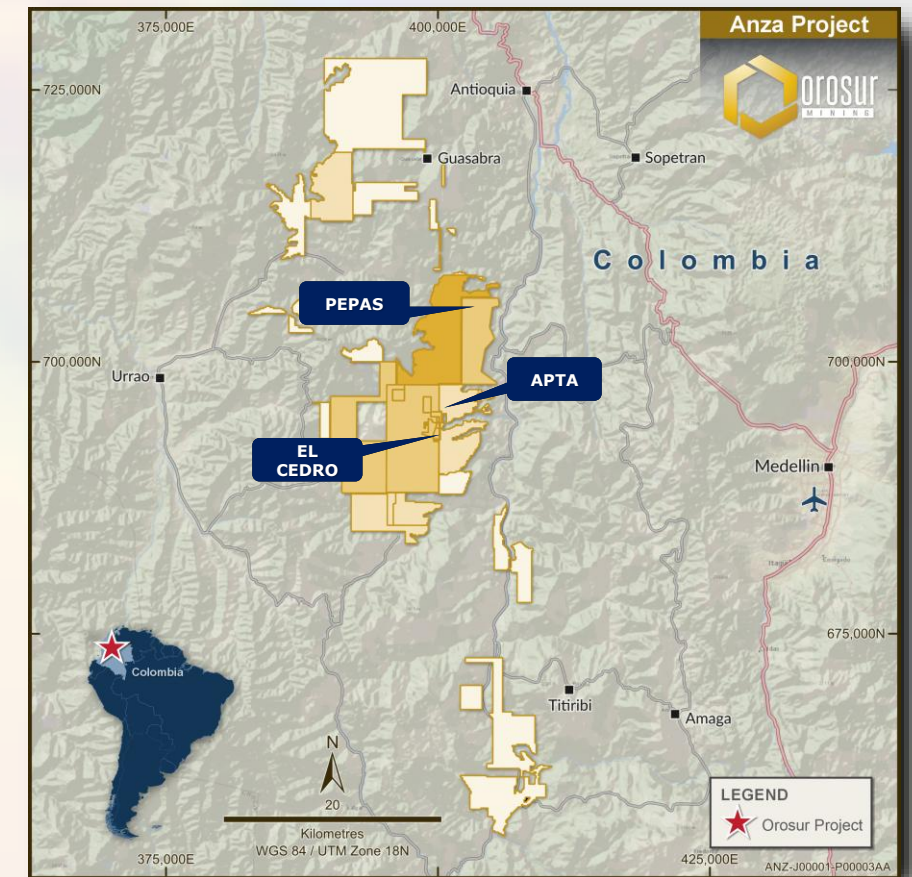 Anza Project
orosur
MINING
375,000E
400,000E
725,000N
Antioquia
Guasabra
Sopetran
Colombia
PEPAS
700,000N
700,000N
Urrao
APTA
EL
CEDRO
Medellin
675,000N
Colombia
Titiribi
Amaga
N
20
Kilometres
WGS 84 / UTM Zone 18N
LEGEND
Orosur Project
375,000E
425,000E
ANZ-J00001-P00003AA